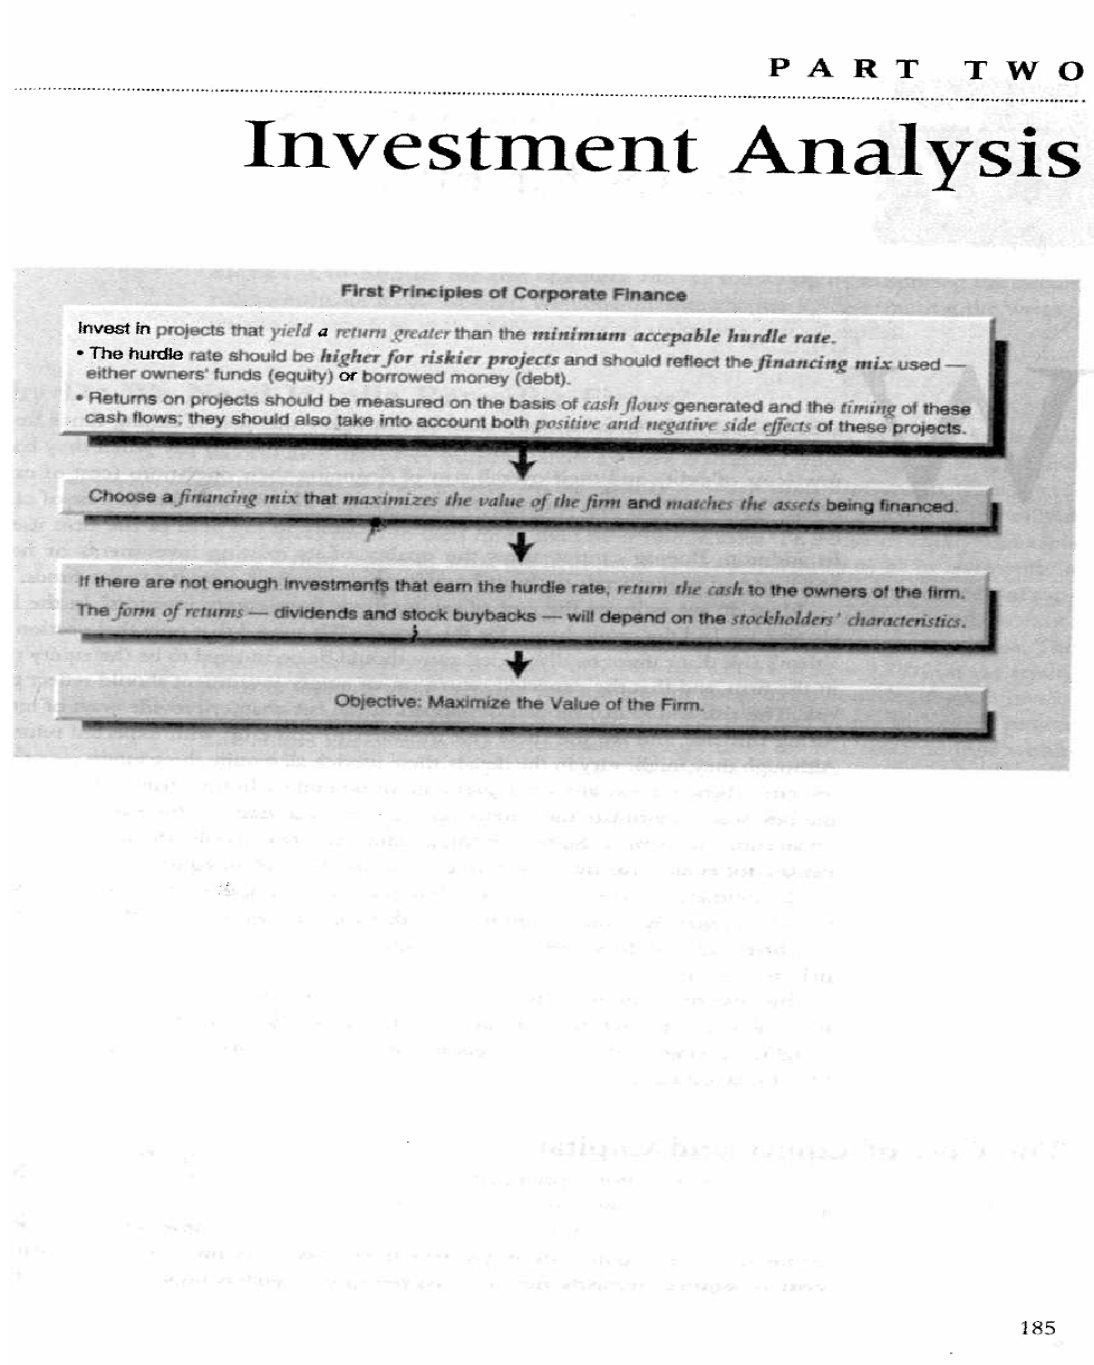 PART TWO
Investment Analysis
First Principles of Corporate Finance
Invest in projects that yield a return greater than the minimum accepable hurdle rate.
• The hurdle rate should be higher for riskier projects and should reflect the financing mix used —
either owners' funds (equity) or borrowed money (debt).
• Returns on projects should be measured on the basis of cash flows generated and the timing of these
cash flows; they should also take into account both positive and negative side effects of these projects.
Choose a financing mix that maximizes the value of the firm and matches the assets being financed.
If there are not enough investments that earn the hurdle rate, return the cash to the owners of the firm.
The form of returns — dividends and stock buybacks — will depend on the stockholders' characteristics.
Objective: Maximize the Value of the Firm.
185